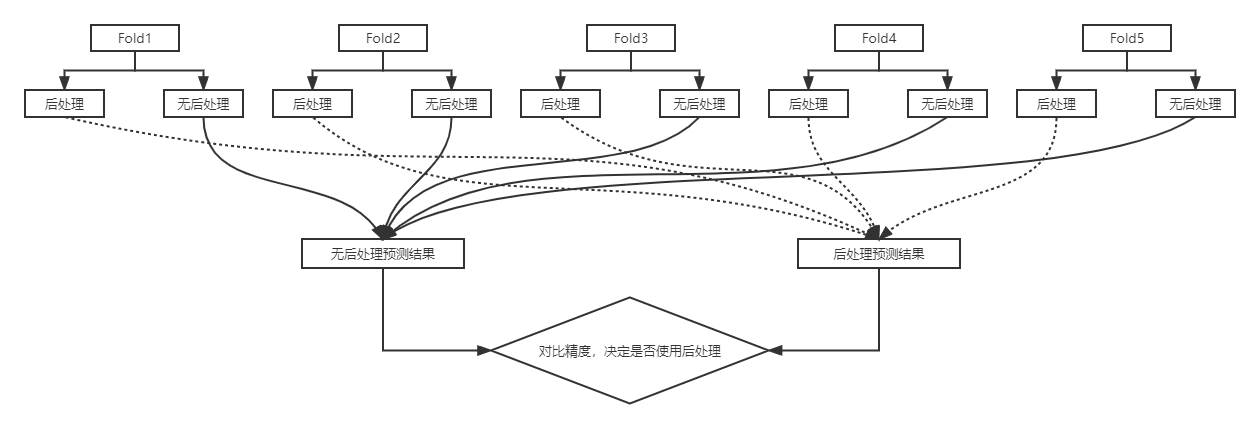 Fold1
Fold2
Fold3
Fold4
Fold5
后处理
无后处理
后处理
无后处理
后处理
无后处理
后处理
无后处理
后处理
无后处理
无后处理预测结果
后处理预测结果
对比精度，决定是否使用后处理